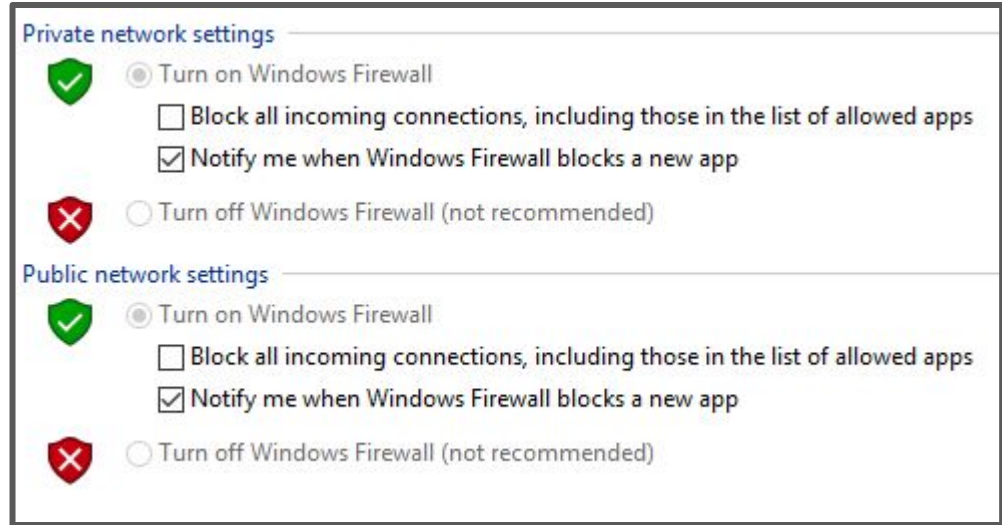 Private network settings
Turn on Windows Firewall
Block all incoming connections, including those in the list of allowed apps
Notify me when Windows Firewall blocks a new app
Turn off Windows Firewall (not recommended)
Public network settings
Turn on Windows Firewall
Block all incoming connections, including those in the list of allowed apps
Notify me when Windows Firewall blocks a new app
Turn off Windows Firewall (not recommended)